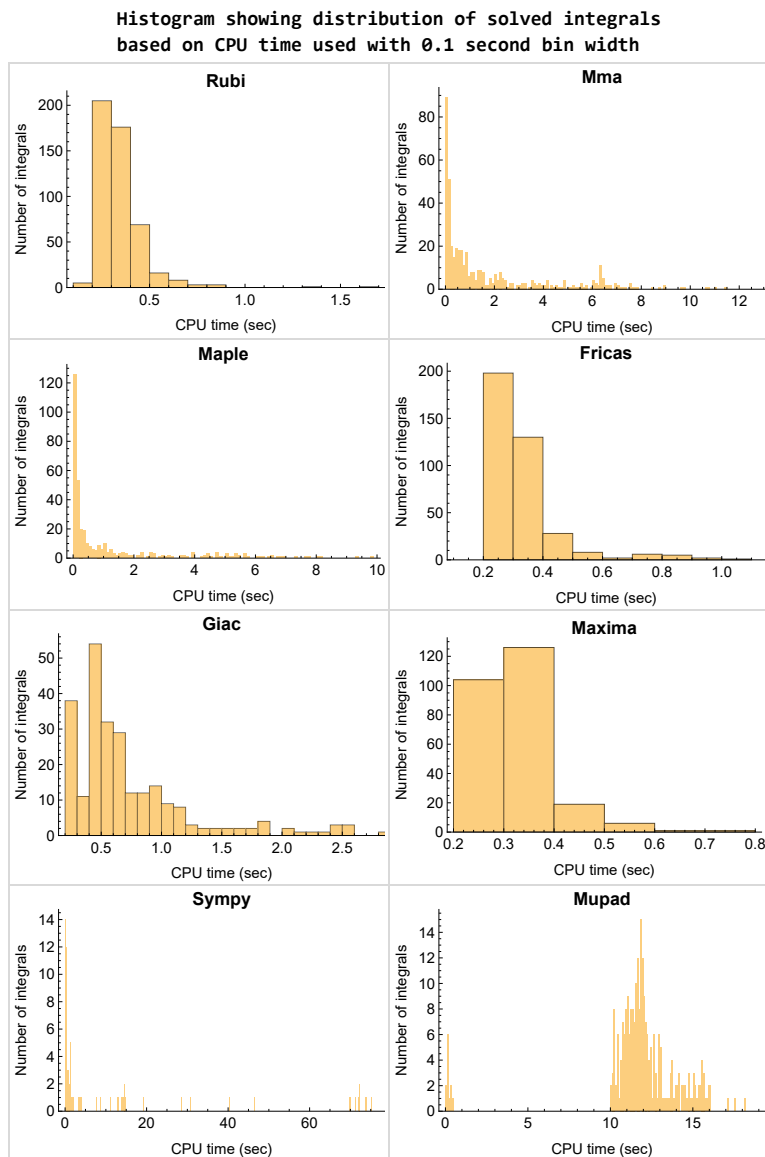 Histogram showing distribution of solved integrals
based on CPU time used with 0.1 second bin width
Rubi
Number of integrals
200
150
100
50
0
0.5 1.0 1.5
CPU time (sec)
Mma
Number of integrals
80
60
40
20
0
0 2 4 6 8 10 12
CPU time (sec)
Maple
Number of integrals
120
100
80
60
40
20
0
0 2 4 6 8 10
CPU time (sec)
Fricas
Number of integrals
200
150
100
50
0
0.2 0.4 0.6 0.8 1.0
CPU time (sec)
Giac
Number of integrals
50
40
30
20
10
0
0.5 1.0 1.5 2.0 2.5
CPU time (sec)
Maxima
Number of integrals
120
100
80
60
40
20
0
0.2 0.3 0.4 0.5 0.6 0.7 0.8
CPU time (sec)
Sympy
Number of integrals
14
12
10
8
6
4
2
0
0 20 40 60
CPU time (sec)
Mupad
Number of integrals
14
12
10
8
6
4
2
0
0 5 10 15
CPU time (sec)